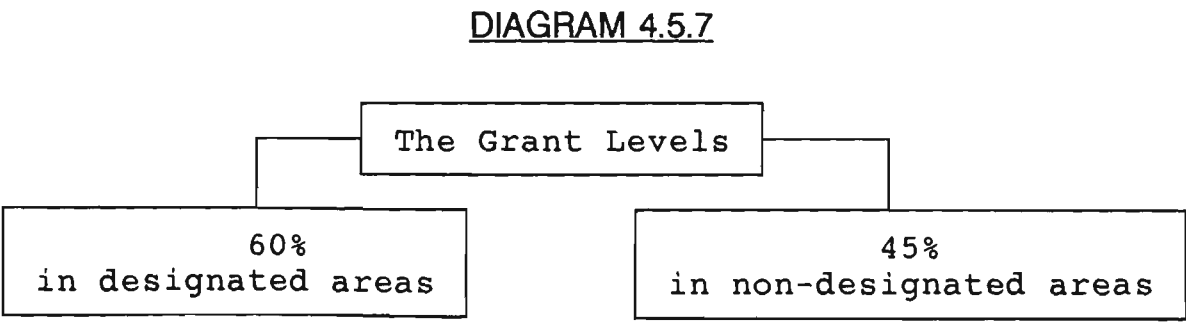 DIAGRAM 4.5.7
The Grant Levels
60%
in designated areas
45%
in non-designated areas